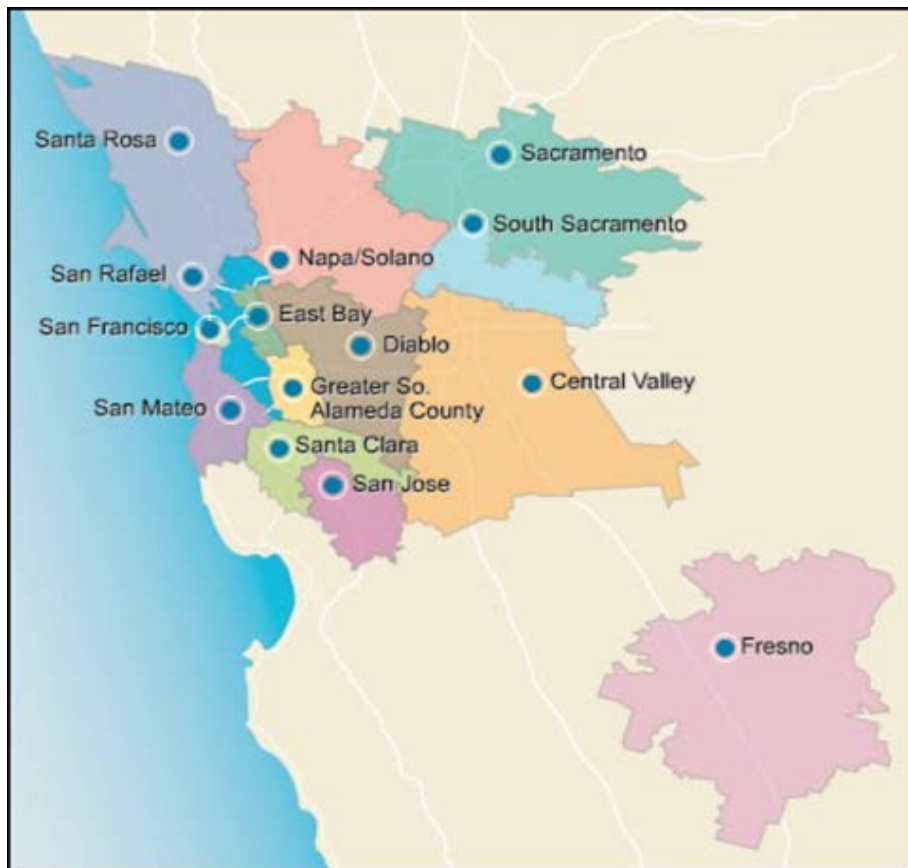 Santa Rosa
Sacramento
South Sacramento
Napa/Solano
San Rafael
East Bay
San Francisco
Diablo
Central Valley
Greater So.
Alameda County
San Mateo
Santa Clara
San Jose
Fresno